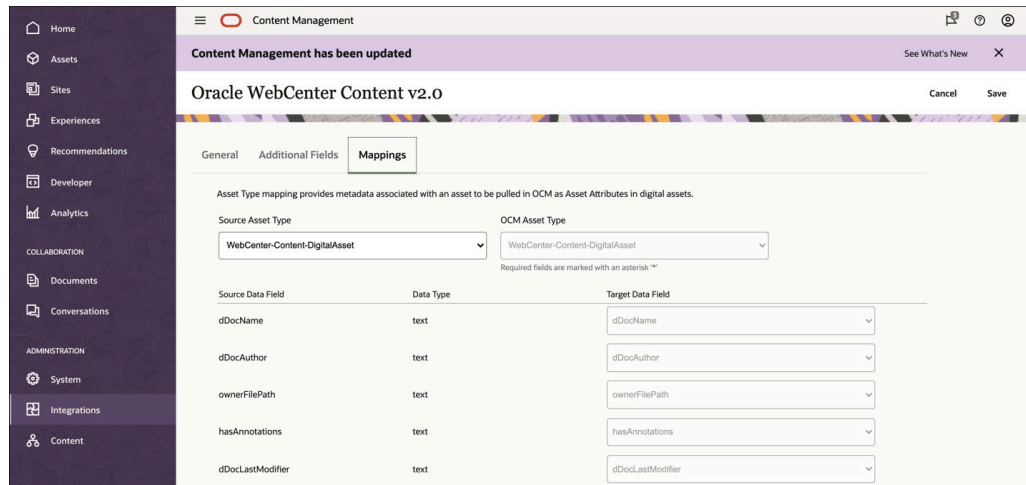 Home
Assets
Sites
Experiences
Recommendations
Developer
Analytics
COLLABORATION
Documents
Conversations
ADMINISTRATION
System
Integrations
Content
Content Management
Content Management has been updated
See What's New
Oracle WebCenter Content v2.0
Cancel
Save
General
Additional Fields
Mappings
Asset Type mapping provides metadata associated with an asset to be pulled in OCM as Asset Attributes in digital assets.
Source Asset Type
OCM Asset Type
WebCenter-Content-DigitalAsset
WebCenter-Content-DigitalAsset
Required fields are marked with an asterisk '*'
Source Data Field
Data Type
Target Data Field
dDocName
text
dDocName
dDocAuthor
text
dDocAuthor
ownerFilePath
text
ownerFilePath
hasAnnotations
text
hasAnnotations
dDocLastModifier
text
dDocLastModifier